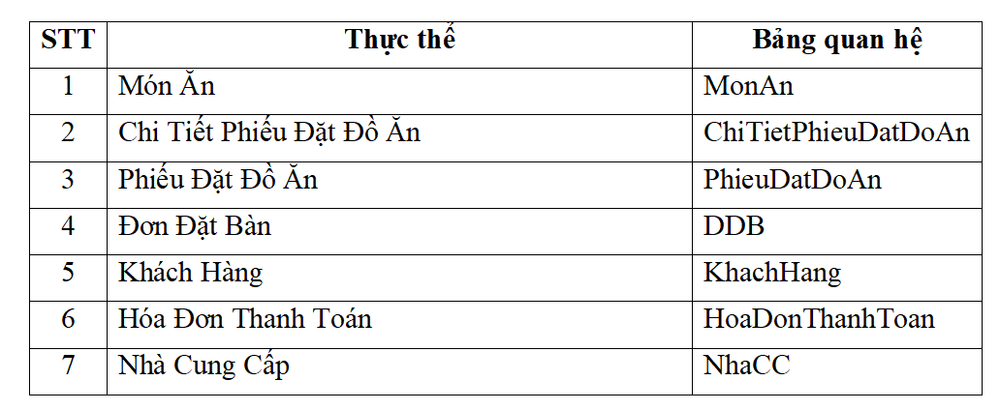 STT Thực thể Bảng quan hệ
1 Món Ăn MonAn
2 Chi Tiết Phiếu Đặt Đồ Ăn ChiTietPhieuDatDoAn
3 Phiếu Đặt Đồ Ăn PhieuDatDoAn
4 Đơn Đặt Bàn DDB
5 Khách Hàng KhachHang
6 Hóa Đơn Thanh Toán HoaDonThanhToan
7 Nhà Cung Cấp NhaCC